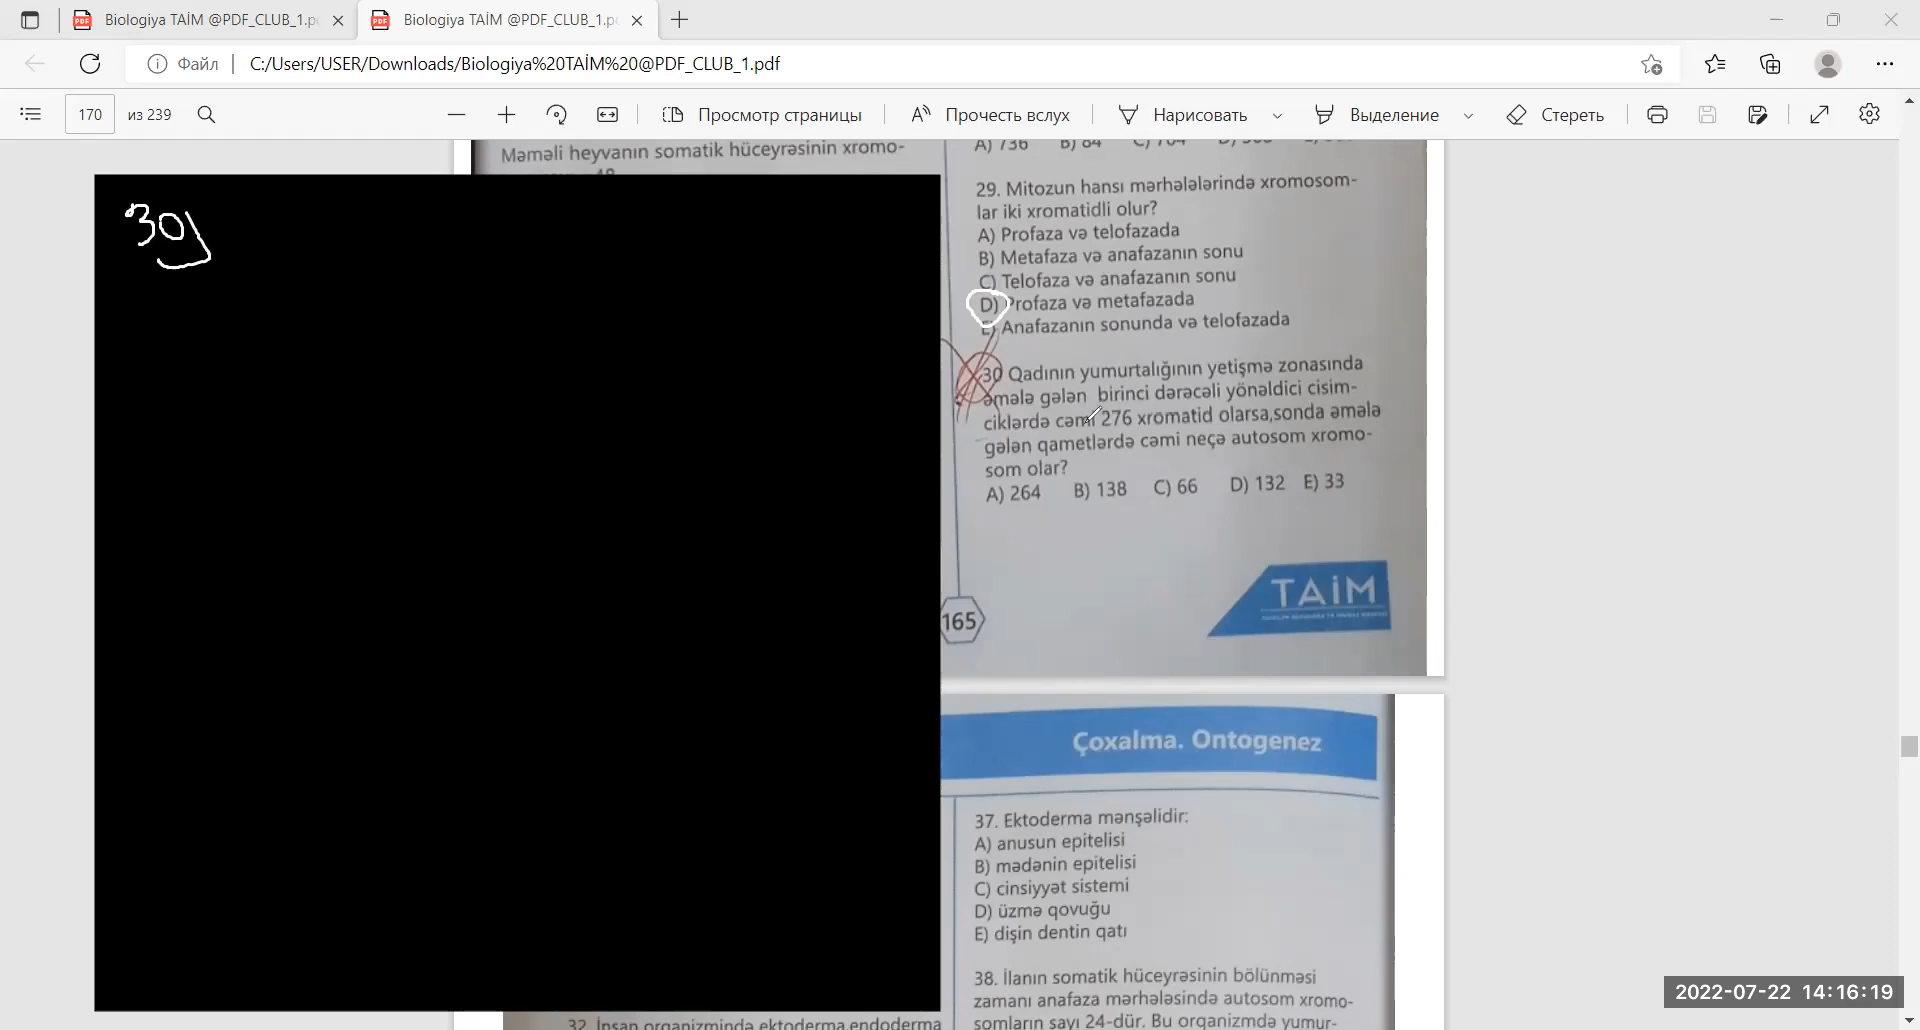 Biologiya TAİM @PDF_CLUB_1.p
Biologiya TAİM @PDF_CLUB_1.p
Файл
C:/Users/USER/Downloads/Biologiya%20TAİM%20@PDF_CLUB_1.pdf
170 из 239
Просмотр страницы
Прочесть вслух
Нарисовать
Выделение
Стереть
Məməli heyvanın somatik hüceyrəsinin xromo-
30)
A) 736 B) 84
29. Mitozun hansı mərhələlərində xromosom-
lar iki xromatidli olur?
A) Profaza və telofazada
B) Metafaza və anafazanın sonu
C) Telofaza və anafazanın sonu
D) Profaza və metafazada
E) Anafazanın sonunda və telofazada
30 Qadının yumurtalığının yetişmə zonasında
əmələ gələn birinci dərəcəli yönəldici cisim-
ciklərdə cəmi 276 xromatid olarsa,sonda əmələ
gələn qametlərdə cəmi neçə autosom xromo-
som olar?
A) 264 B) 138 C) 66 D) 132 E) 33
165
TAİM
Çoxalma. Ontogenez
37. Ektoderma mənşəlidir:
A) anusun epitelisi
B) mədənin epitelisi
C) cinsiyyət sistemi
D) üzmə qovuğu
E) dişin dentin qatı
38. İlanın somatik hüceyrəsinin bölünməsi
zamanı anafaza mərhələsində autosom xromo-
somların sayı 24-dür. Bu orqanizmdə yumur-
32. İnsan orqanizmində ektoderma,endoderma
2022-07-22 14:16:19